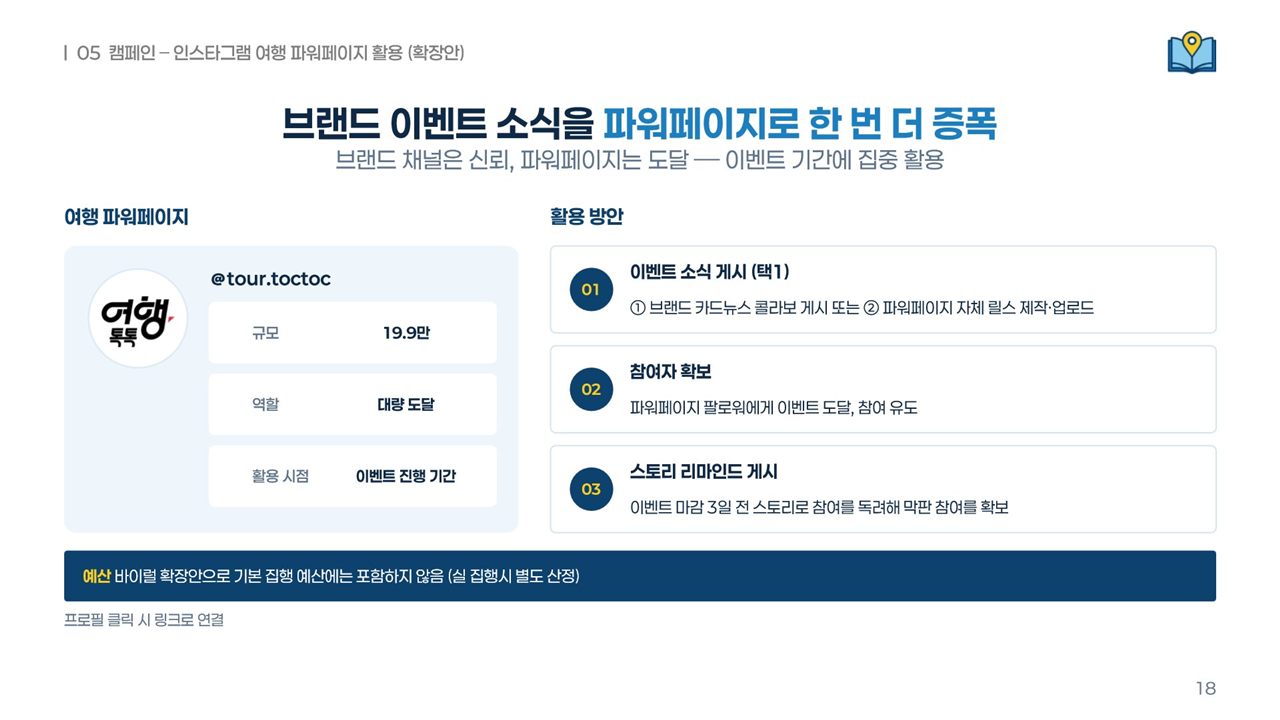 | 05 캠페인 – 인스타그램 여행 파워페이지 활용 (확장안)
브랜드 이벤트 소식을 파워페이지로 한 번 더 증폭
브랜드 채널은 신뢰, 파워페이지는 도달 — 이벤트 기간에 집중 활용
여행 파워페이지
여행
톡톡
@tour.toctoc
규모 19.9만
역할 대량 도달
활용 시점 이벤트 진행 기간
활용 방안
01
이벤트 소식 게시 (택1)
① 브랜드 카드뉴스 콜라보 게시 또는 ② 파워페이지 자체 릴스 제작·업로드
02
참여자 확보
파워페이지 팔로워에게 이벤트 도달, 참여 유도
03
스토리 리마인드 게시
이벤트 마감 3일 전 스토리로 참여를 독려해 막판 참여를 확보
예산 바이럴 확장안으로 기본 집행 예산에는 포함하지 않음 (실 집행시 별도 산정)
프로필 클릭 시 링크로 연결
18